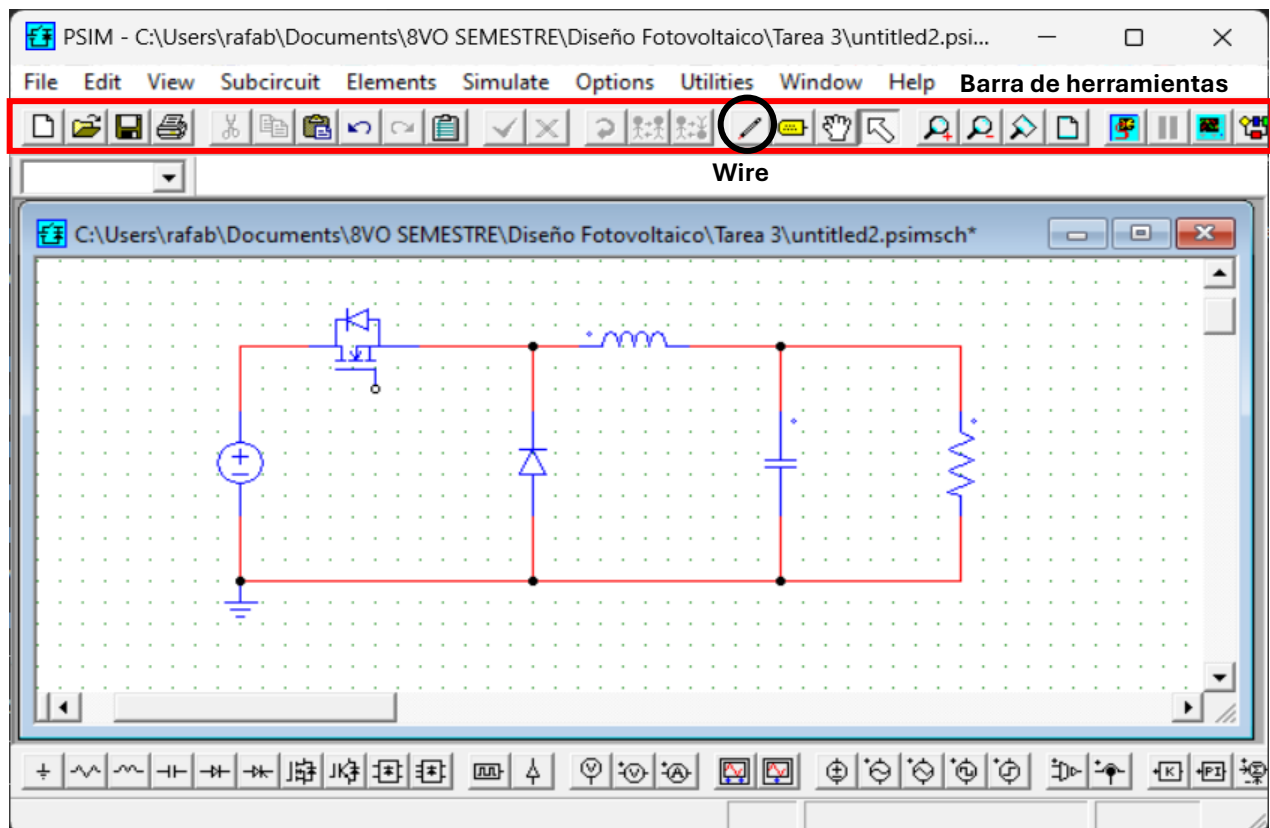 PSIM - C:\Users\rafab\Documents\8VO SEMESTRE\Diseño Fotovoltaico\Tarea 3\untitled2.psi...
File Edit View Subcircuit Elements Simulate Options Utilities Window Help
Barra de herramientas
Wire
C:\Users\rafab\Documents\8VO SEMESTRE\Diseño Fotovoltaico\Tarea 3\untitled2.psimsch*